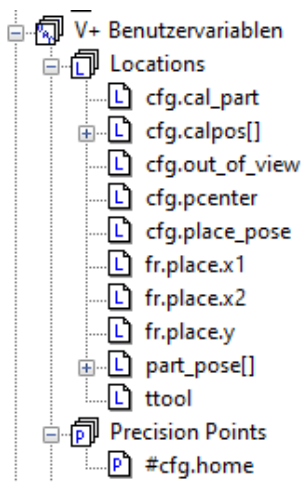 V+ Benutzervariablen
Locations
cfg.cal_part
cfg.calpos[]
cfg.out_of_view
cfg.pcenter
cfg.place_pose
fr.place.x1
fr.place.x2
fr.place.y
part_pose[]
ttool
Precision Points
#cfg.home